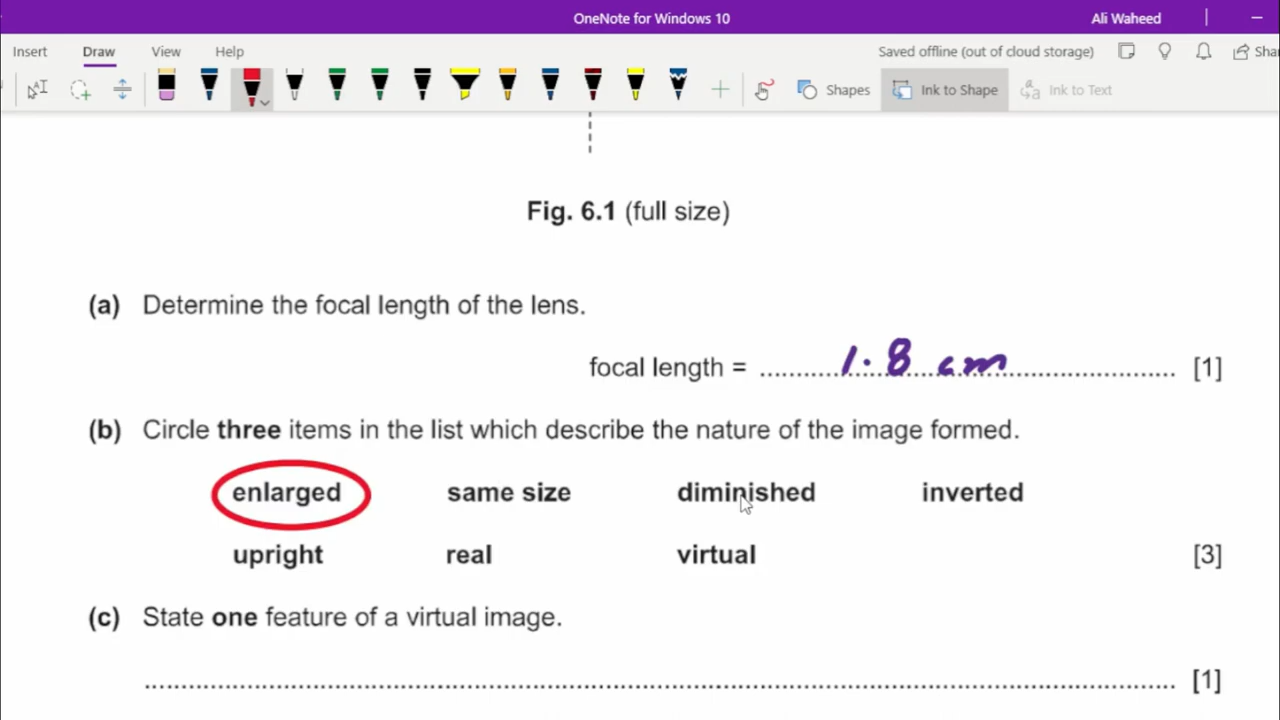 OneNote for Windows 10 Ali Waheed
Insert Draw View Help Saved offline (out of cloud storage)
Shapes Ink to Shape Ink to Text
Fig. 6.1 (full size)
(a) Determine the focal length of the lens.
focal length = 1.8 cm [1]
(b) Circle three items in the list which describe the nature of the image formed.
enlarged same size diminished inverted
upright real virtual [3]
(c) State one feature of a virtual image.
[1]